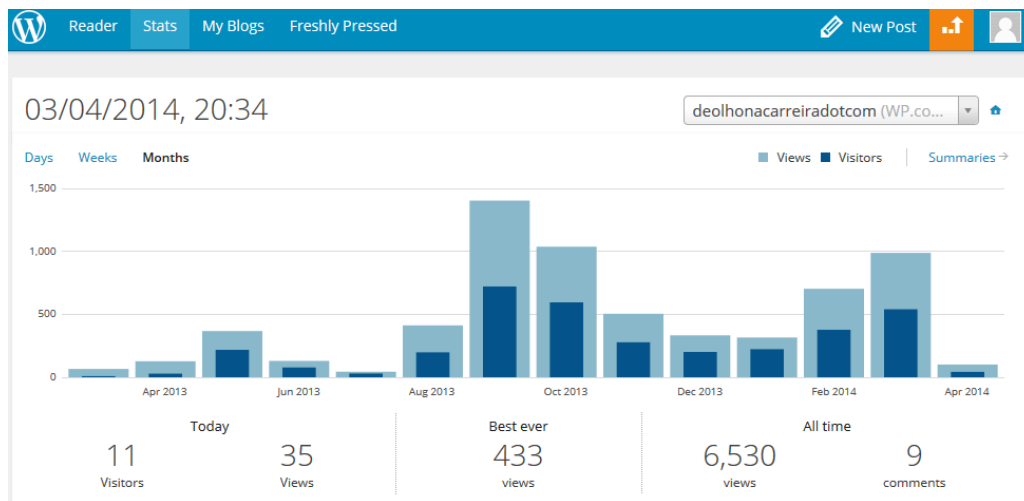 Reader Stats My Blogs Freshly Pressed New Post
03/04/2014, 20:34
deolhonacarreiradotcom (WP.co...
Days Weeks Months Views Visitors Summaries
1,500
1,000
500
0
Apr 2013 Jun 2013 Aug 2013 Oct 2013 Dec 2013 Feb 2014 Apr 2014
Today Best ever All time
11 35 433 6,530 9
Visitors Views views views comments